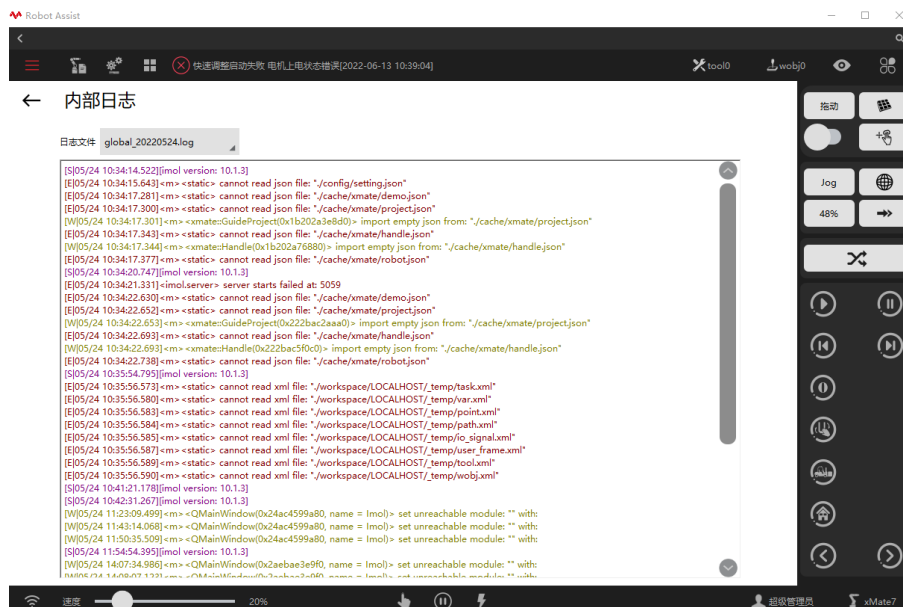 Robot Assist
快速调整启动失败 电机上电状态错误[2022-06-13 10:39:04]
tool0
wobj0
内部日志
日志文件 global_20220524.log
[S|05/24 10:34:14.522][imol version: 10.1.3]
[E|05/24 10:34:15.643]<m><static> cannot read json file: "./config/setting.json"
[E|05/24 10:34:17.281]<m><static> cannot read json file: "./cache/xmate/demo.json"
[E|05/24 10:34:17.300]<m><static> cannot read json file: "./cache/xmate/project.json"
[W|05/24 10:34:17.301]<m><xmate::GuideProject(0x1b202a3e8d0)> import empty json from: "./cache/xmate/project.json"
[E|05/24 10:34:17.343]<m><static> cannot read json file: "./cache/xmate/handle.json"
[W|05/24 10:34:17.344]<m><xmate::Handle(0x1b202a76880)> import empty json from: "./cache/xmate/handle.json"
[E|05/24 10:34:17.377]<m><static> cannot read json file: "./cache/xmate/robot.json"
[S|05/24 10:34:20.747][imol version: 10.1.3]
[E|05/24 10:34:21.331]<imol.server> server starts failed at: 5059
[E|05/24 10:34:22.630]<m><static> cannot read json file: "./cache/xmate/demo.json"
[E|05/24 10:34:22.652]<m><static> cannot read json file: "./cache/xmate/project.json"
[W|05/24 10:34:22.653]<m><xmate::GuideProject(0x222bac2aaa0)> import empty json from: "./cache/xmate/project.json"
[E|05/24 10:34:22.693]<m><static> cannot read json file: "./cache/xmate/handle.json"
[W|05/24 10:34:22.693]<m><xmate::Handle(0x222bac5f0c0)> import empty json from: "./cache/xmate/handle.json"
[E|05/24 10:34:22.738]<m><static> cannot read json file: "./cache/xmate/robot.json"
[S|05/24 10:35:54.795][imol version: 10.1.3]
[E|05/24 10:35:56.573]<m><static> cannot read xml file: "./workspace/LOCALHOST/_temp/task.xml"
[E|05/24 10:35:56.580]<m><static> cannot read xml file: "./workspace/LOCALHOST/_temp/var.xml"
[E|05/24 10:35:56.583]<m><static> cannot read xml file: "./workspace/LOCALHOST/_temp/point.xml"
[E|05/24 10:35:56.584]<m><static> cannot read xml file: "./workspace/LOCALHOST/_temp/path.xml"
[E|05/24 10:35:56.585]<m><static> cannot read xml file: "./workspace/LOCALHOST/_temp/io_signal.xml"
[E|05/24 10:35:56.587]<m><static> cannot read xml file: "./workspace/LOCALHOST/_temp/user_frame.xml"
[E|05/24 10:35:56.589]<m><static> cannot read xml file: "./workspace/LOCALHOST/_temp/tool.xml"
[E|05/24 10:35:56.590]<m><static> cannot read xml file: "./workspace/LOCALHOST/_temp/wobj.xml"
[S|05/24 10:41:21.178][imol version: 10.1.3]
[S|05/24 10:42:31.267][imol version: 10.1.3]
[W|05/24 11:23:09.499]<m><QMainWindow(0x24ac4599a80, name = Imol)> set unreachable module: "" with:
[W|05/24 11:43:14.068]<m><QMainWindow(0x24ac4599a80, name = Imol)> set unreachable module: "" with:
[W|05/24 11:50:35.509]<m><QMainWindow(0x24ac4599a80, name = Imol)> set unreachable module: "" with:
[S|05/24 11:54:54.395][imol version: 10.1.3]
[W|05/24 14:07:34.986]<m><QMainWindow(0x2aebae3e9f0, name = Imol)> set unreachable module: "" with:
[W|05/24 14:08:07.123]<m><QMainWindow(0x2aebae3e9f0, name = Imol)> set unreachable module: "" with:
拖动
Jog
48%
速度
20%
超级管理员
xMate7